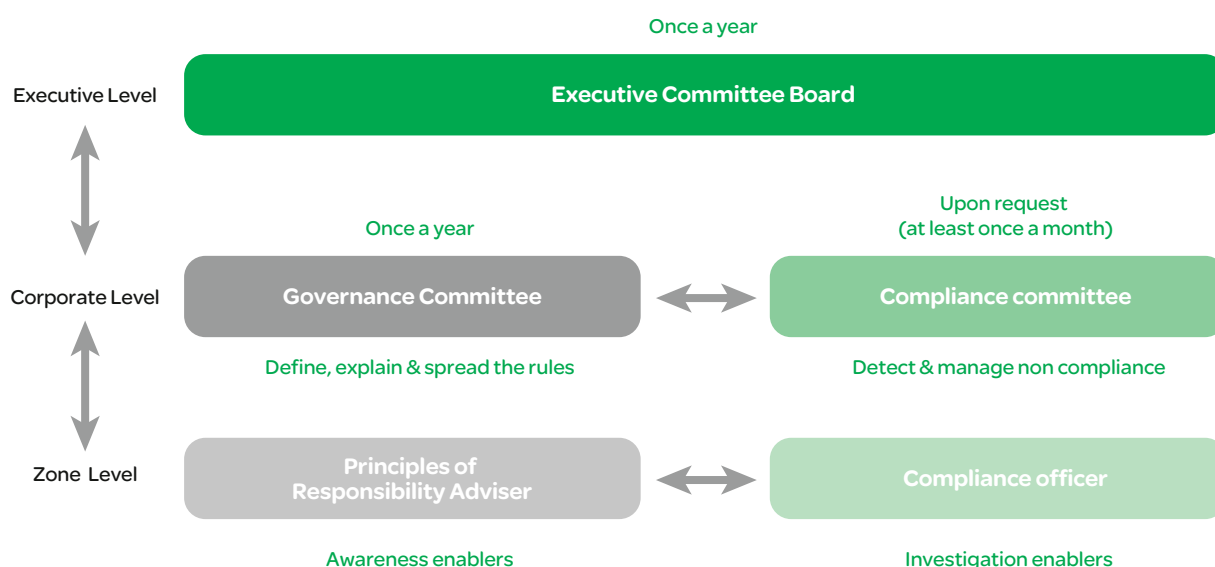 Once a year
Executive Level
Executive Committee Board
Upon request
(at least once a month)
Once a year
Corporate Level
Governance Committee
Compliance committee
Define, explain & spread the rules
Detect & manage non compliance
Zone Level
Principles of
Responsibility Adviser
Compliance officer
Awareness enablers
Investigation enablers